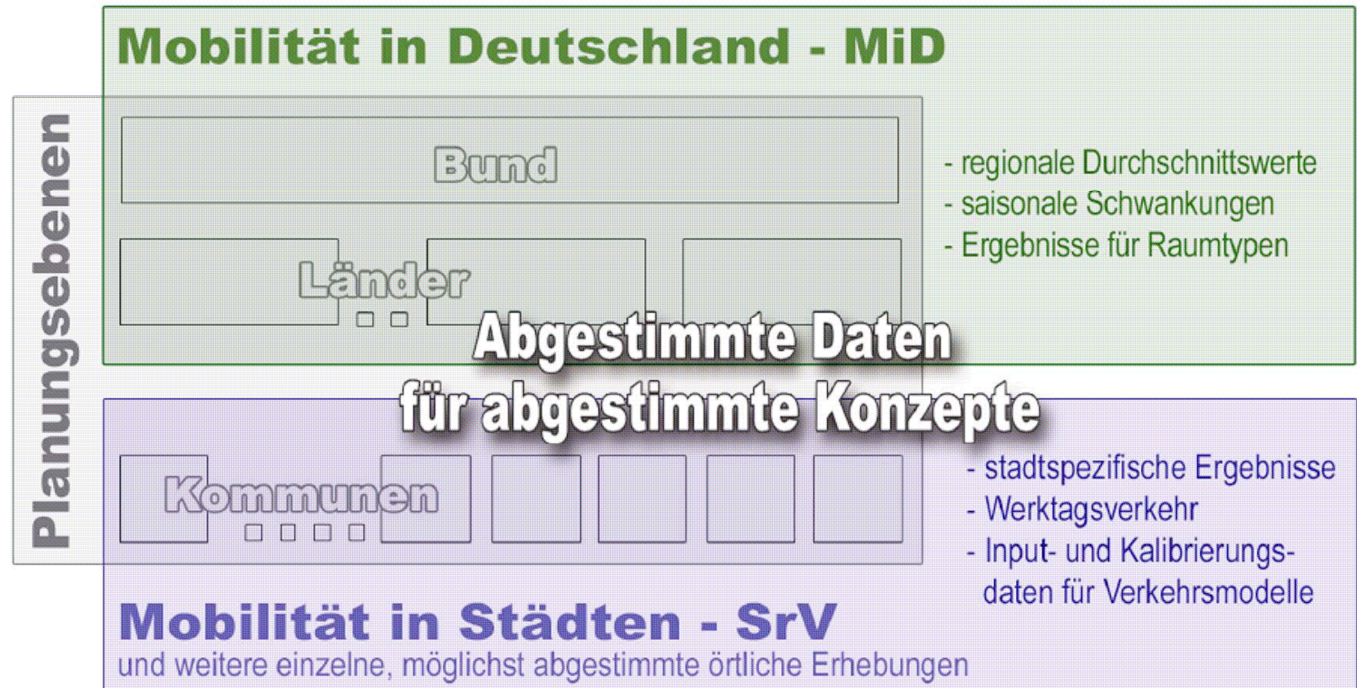 Mobilität in Deutschland - MiD
Planungsebenen
Bund
- regionale Durchschnittswerte
- saisonale Schwankungen
- Ergebnisse für Raumtypen
Länder
Abgestimmte Daten
für abgestimmte Konzepte
Kommunen
- stadtspezifische Ergebnisse
- Werktagsverkehr
- Input- und Kalibrierungs-
daten für Verkehrsmodelle
Mobilität in Städten - SrV
und weitere einzelne, möglichst abgestimmte örtliche Erhebungen